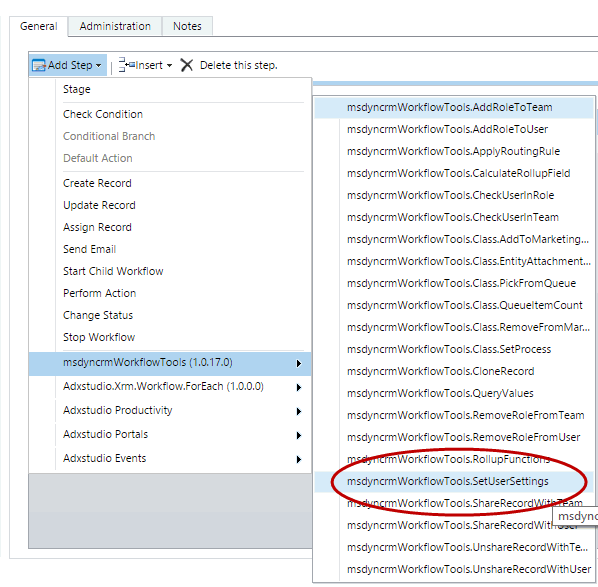 General Administration Notes
Add Step Insert Delete this step.
Stage
Check Condition
Conditional Branch
Default Action
Create Record
Update Record
Assign Record
Send Email
Start Child Workflow
Perform Action
Change Status
Stop Workflow
msdyncrmWorkflowTools (1.0.17.0)
Adxstudio.Xrm.Workflow.ForEach (1.0.0.0)
Adxstudio Productivity
Adxstudio Portals
Adxstudio Events
msdyncrmWorkflowTools.AddRoleToTeam
msdyncrmWorkflowTools.AddRoleToUser
msdyncrmWorkflowTools.ApplyRoutingRule
msdyncrmWorkflowTools.CalculateRollupField
msdyncrmWorkflowTools.CheckUserInRole
msdyncrmWorkflowTools.CheckUserInTeam
msdyncrmWorkflowTools.Class.AddToMarketing...
msdyncrmWorkflowTools.Class.EntityAttachment...
msdyncrmWorkflowTools.Class.PickFromQueue
msdyncrmWorkflowTools.Class.QueueItemCount
msdyncrmWorkflowTools.Class.RemoveFromMar...
msdyncrmWorkflowTools.Class.SetProcess
msdyncrmWorkflowTools.CloneRecord
msdyncrmWorkflowTools.QueryValues
msdyncrmWorkflowTools.RemoveRoleFromTeam
msdyncrmWorkflowTools.RemoveRoleFromUser
msdyncrmWorkflowTools.RollupFunctions
msdyncrmWorkflowTools.SetUserSettings
msdyncrmWorkflowTools.ShareRecordWithTeam
msdync
msdyncrmWorkflowTools.ShareRecordWithUser
msdyncrmWorkflowTools.UnshareRecordWithTe...
msdyncrmWorkflowTools.UnshareRecordWithUser